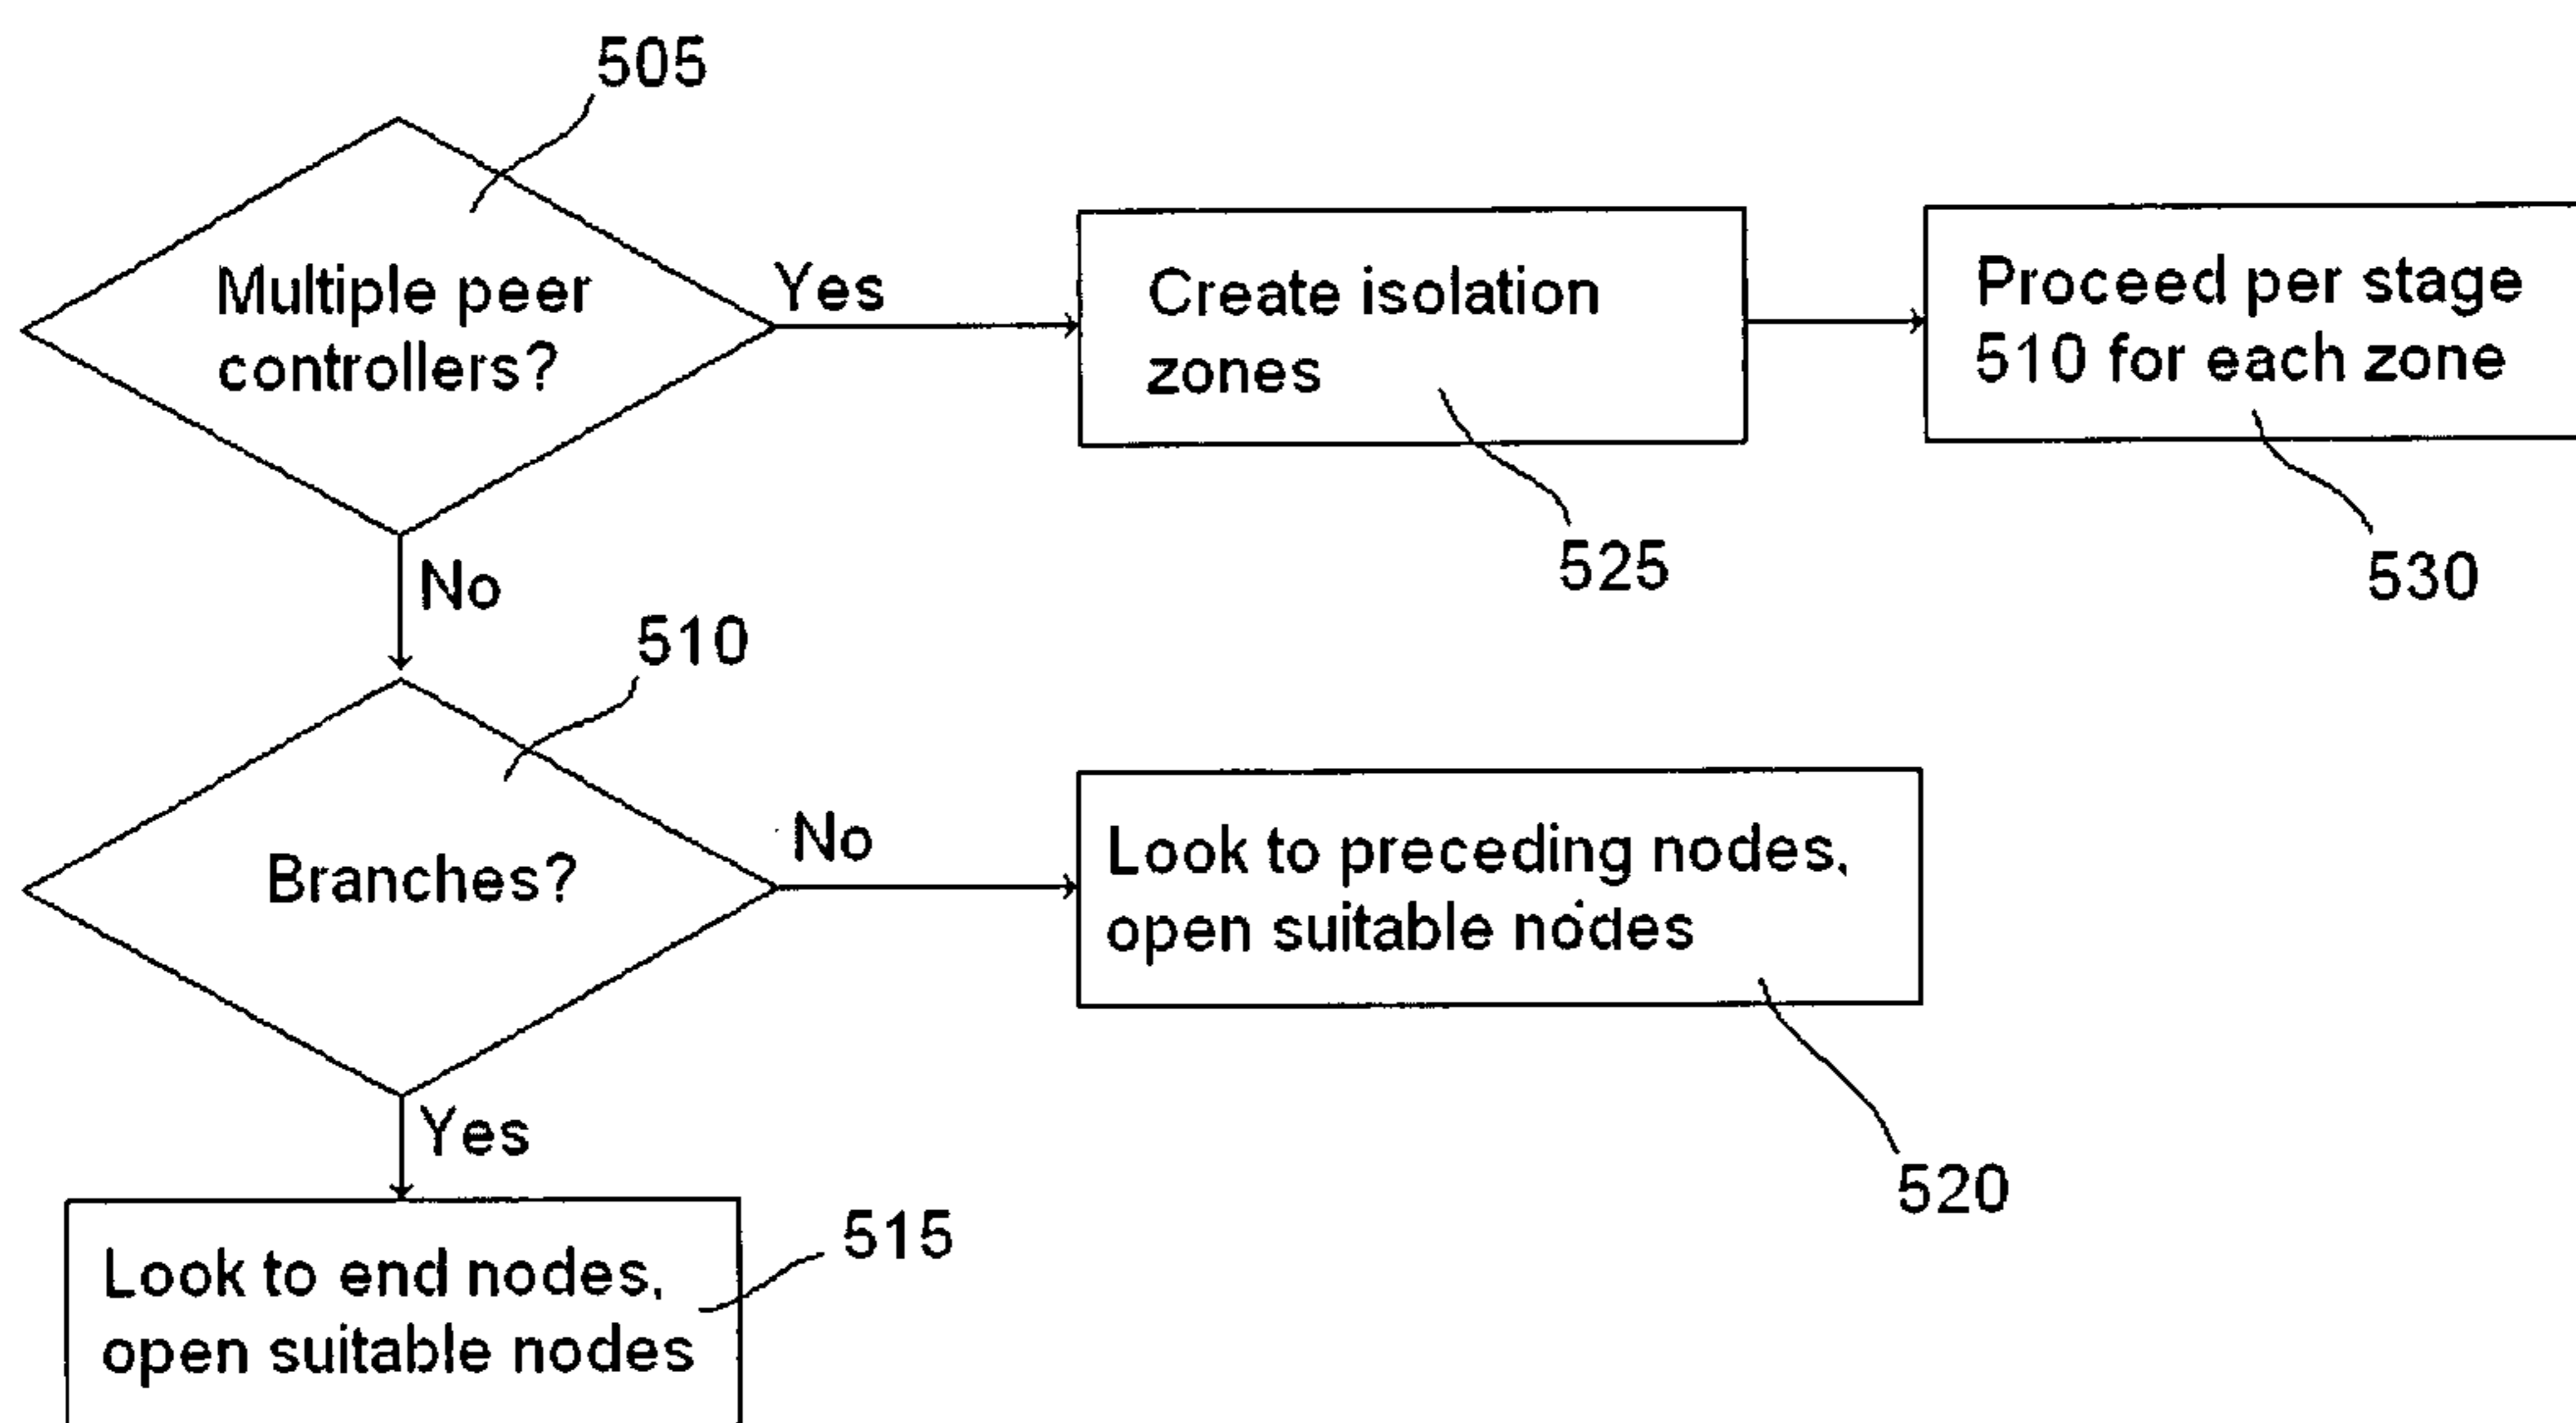 505
Multiple peer
controllers?
Yes
Create isolation
zones
Proceed per stage
510 for each zone
525
530
No
510
Branches?
No
Look to preceding nodes,
open suitable nodes
520
Yes
515
Look to end nodes,
open suitable nodes